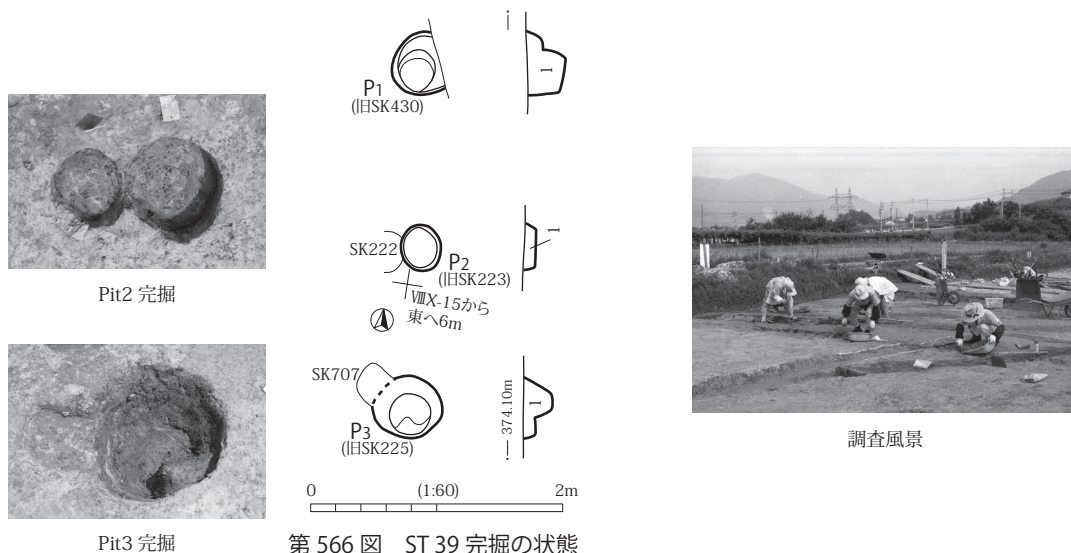 Pit2 完掘
Pit3 完掘
P1
(旧SK430)
1
SK222
P2
(旧SK223)
1
ⅧX-15から
東へ6m
SK707
P3
(旧SK225)
1
374.10m
0 (1:60) 2m
第 566 図 ST 39 完掘の状態
調査風景